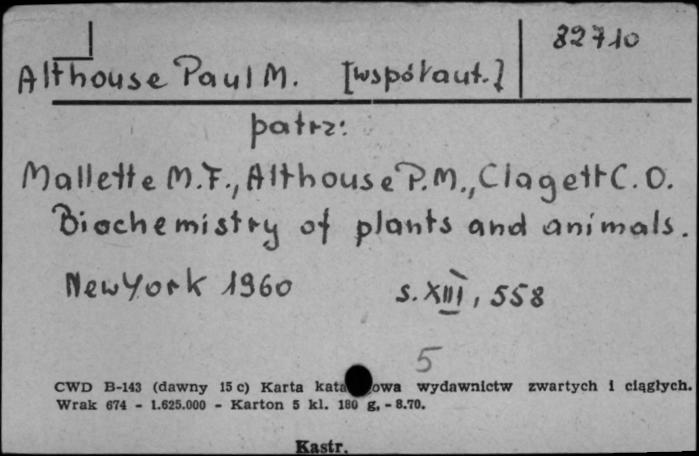 82710
Althouse Paul M. [współaut.]
patrz:
Mallette M.F., Althouse P.M., Clagett C.O.
Biochemistry of plants and animals.
New York 1960 s. XIII, 558
5
CWD B-143 (dawny 15 c) Karta kata owa wydawnictw zwartych i ciągłych.
Wrak 674 - 1.625.000 - Karton 5 kl. 180 g. - 8.70.
Kastr.